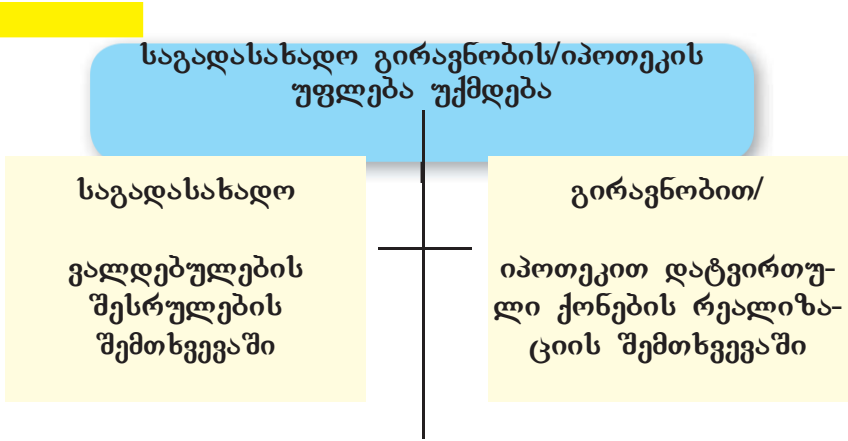 საგადასახადო გირავნობის/იპოთეკის
უფლება უქმდება
საგადასახადო
ვალდებულების
შესრულების
შემთხვევაში
გირავნობით/
იპოთეკით დატვირთუ-
ლი ქონების რეალიზა-
ციის შემთხვევაში